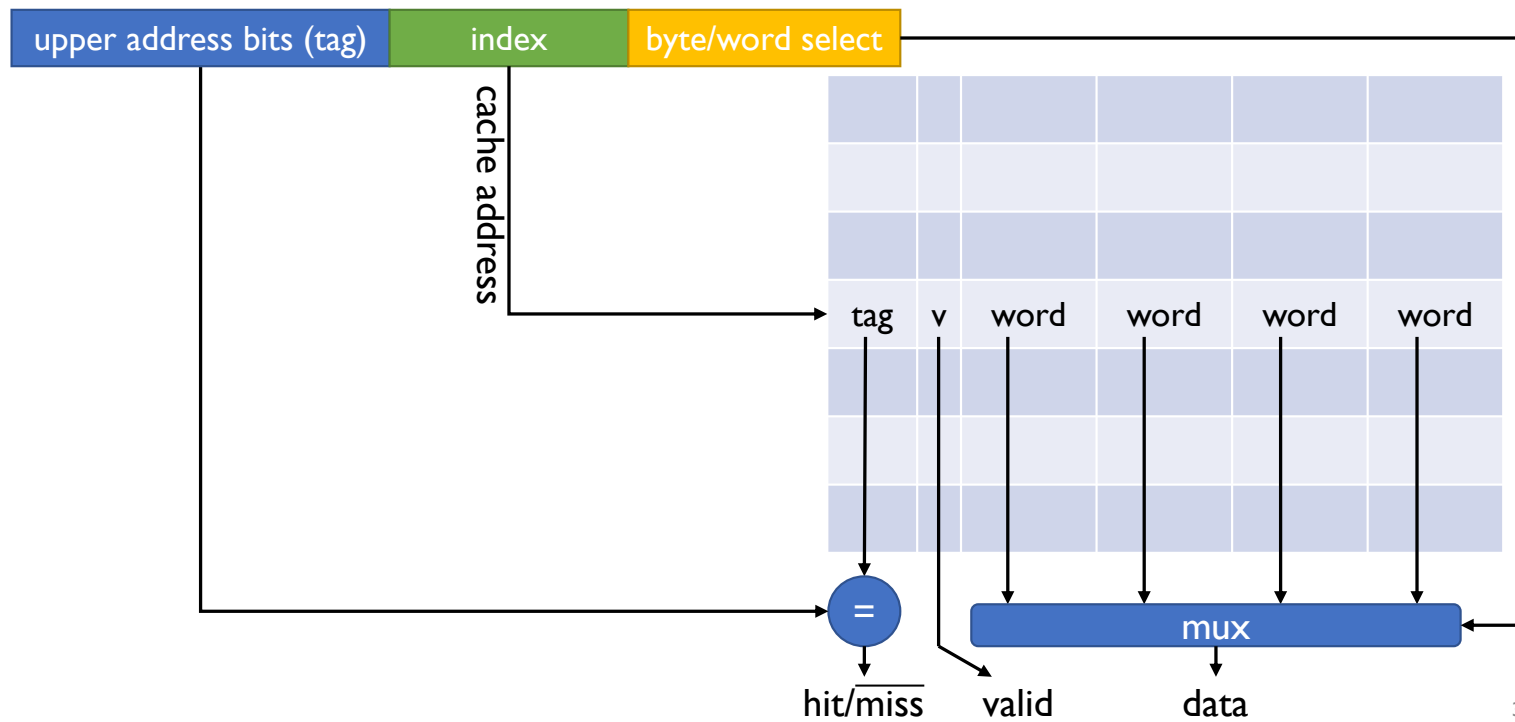 upper address bits (tag) index byte/word select
cache address
tag v word word word word
=
mux
hit/miss valid data